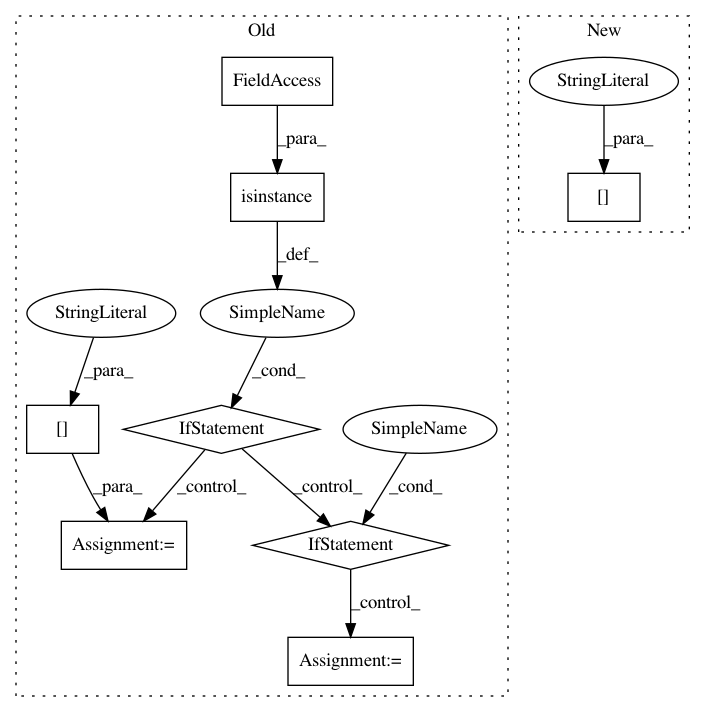 Old
New
FieldAccess
StringLiteral
_para_
_para_
isinstance
[]
_def_
StringLiteral
SimpleName
_para_
_cond_
[]
IfStatement
SimpleName
_para_
_control_
_control_
_cond_
Assignment:=
IfStatement
_control_
Assignment:=